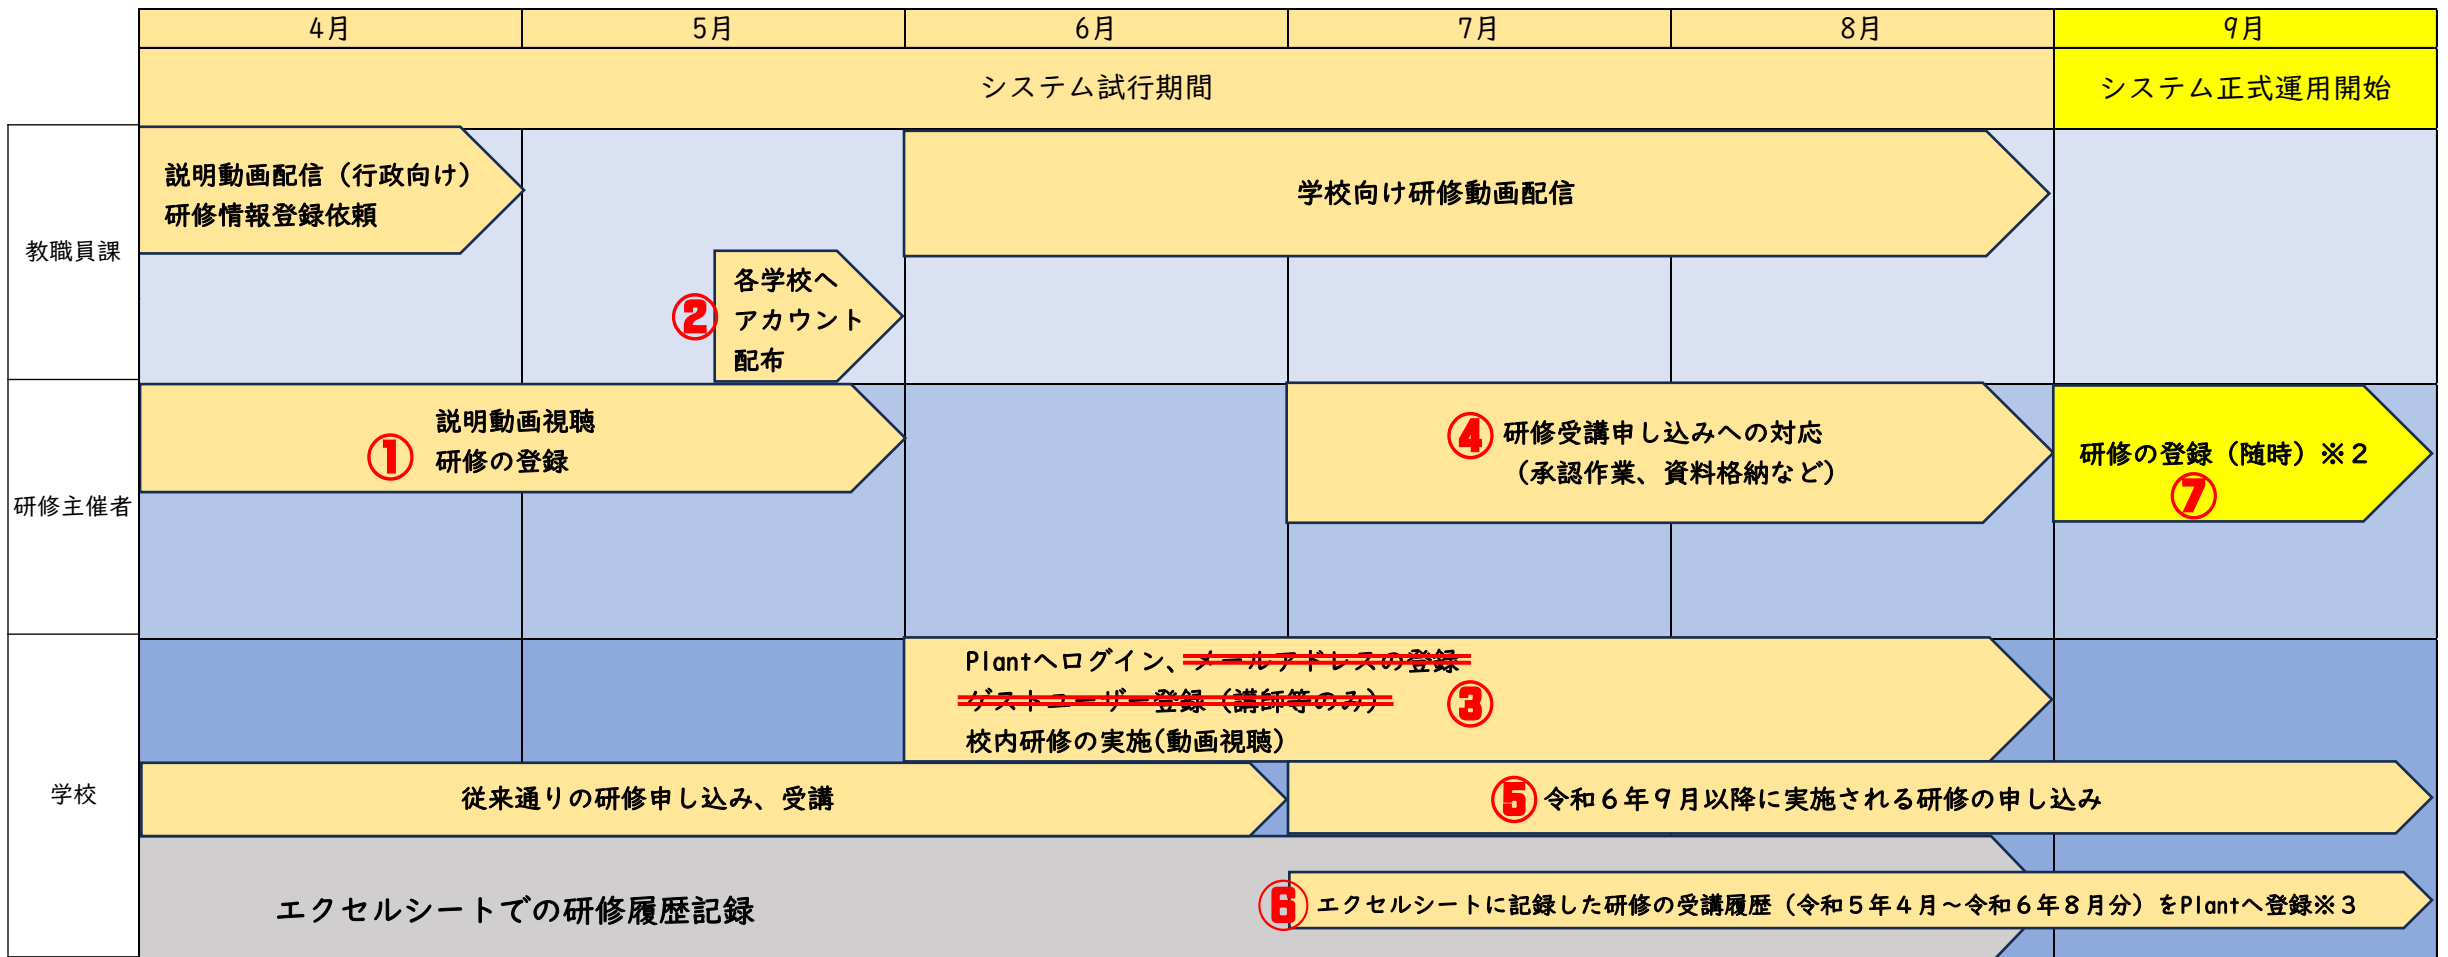 4月
5月
6月
7月
8月
9月
システム試行期間
システム正式運用開始
教職員課
説明動画配信（行政向け）
研修情報登録依頼
学校向け研修動画配信
②
各学校へ
アカウント
配布
研修主催者
①
説明動画視聴
研修の登録
④研修受講申し込みへの対応
（承認作業、資料格納など）
研修の登録（随時）※２
⑦
学校
Plantへログイン、メールアドレスの登録
ゲストユーザー登録（講師等のみ）
③
校内研修の実施(動画視聴)
従来通りの研修申し込み、受講
⑤令和６年９月以降に実施される研修の申し込み
エクセルシートでの研修履歴記録
⑥エクセルシートに記録した研修の受講履歴（令和５年４月～令和６年８月分）をPlantへ登録※３